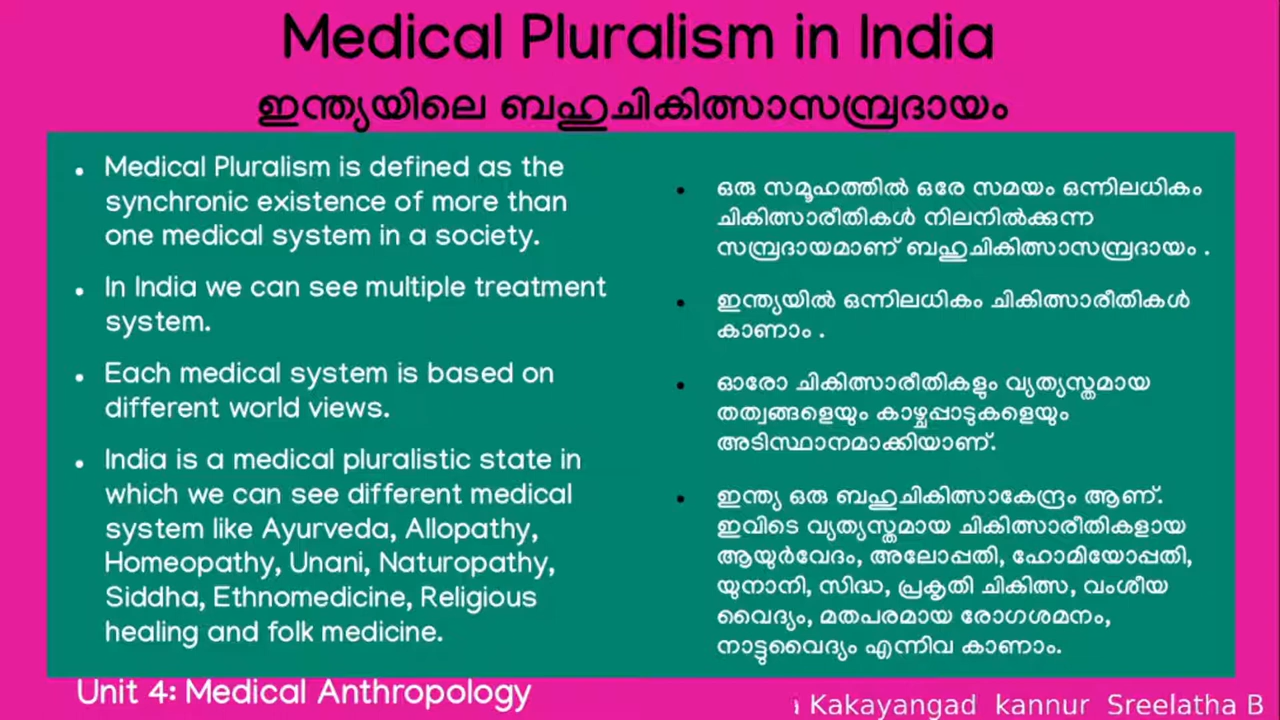 Medical Pluralism in India
ഇന്ത്യയിലെ ബഹുചികിത്സാസമ്പ്രദായം
• Medical Pluralism is defined as the
synchronic existence of more than
one medical system in a society.
• In India we can see multiple treatment
system.
• Each medical system is based on
different world views.
• India is a medical pluralistic state in
which we can see different medical
system like Ayurveda, Allopathy,
Homeopathy, Unani, Naturopathy,
Siddha, Ethnomedicine, Religious
healing and folk medicine.
• ഒരു സമൂഹത്തിൽ ഒരേ സമയം ഒന്നിലധികം
ചികിത്സാരീതികൾ നിലനിൽക്കുന്ന
സമ്പ്രദായമാണ് ബഹുചികിത്സാസമ്പ്രദായം .
• ഇന്ത്യയിൽ ഒന്നിലധികം ചികിത്സാരീതികൾ
കാണാം .
• ഓരോ ചികിത്സാരീതികളും വ്യത്യസ്തമായ
തത്വങ്ങളെയും കാഴ്ചപ്പാടുകളെയും
അടിസ്ഥാനമാക്കിയാണ്.
• ഇന്ത്യ ഒരു ബഹുചികിത്സാകേന്ദ്രം ആണ്.
ഇവിടെ വ്യത്യസ്തമായ ചികിത്സാരീതികളായ
ആയുർവേദം, അലോപ്പതി, ഹോമിയോപ്പതി,
യുനാനി, സിദ്ധ, പ്രകൃതി ചികിത്സ, വംശീയ
വൈദ്യം, മതപരമായ രോഗശമനം,
നാട്ടുവൈദ്യം എന്നിവ കാണാം.
Unit 4: Medical Anthropology
Kakayangad kannur Sreelatha B